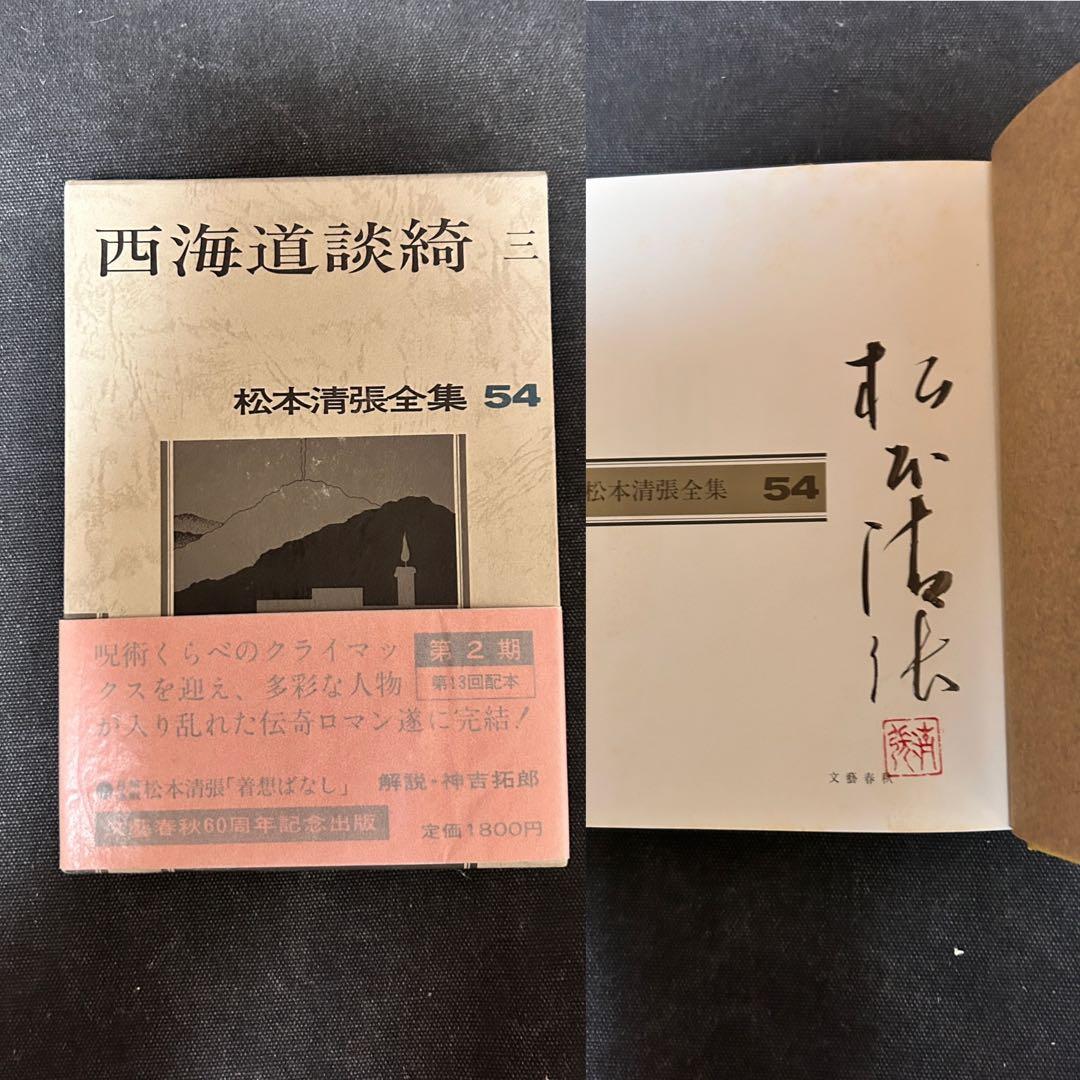 西海道談綺 三
松本清張全集 54
呪術くらべのクライマッ
クスを迎え、多彩な人物
が入り乱れた伝奇ロマン遂に完結!
第2期
第13回配本
松本清張「着想ばなし」 解説・神吉拓郎
文藝春秋60周年記念出版
定価1800円
松本清張全集 54
松本清張
清張
文藝春秋